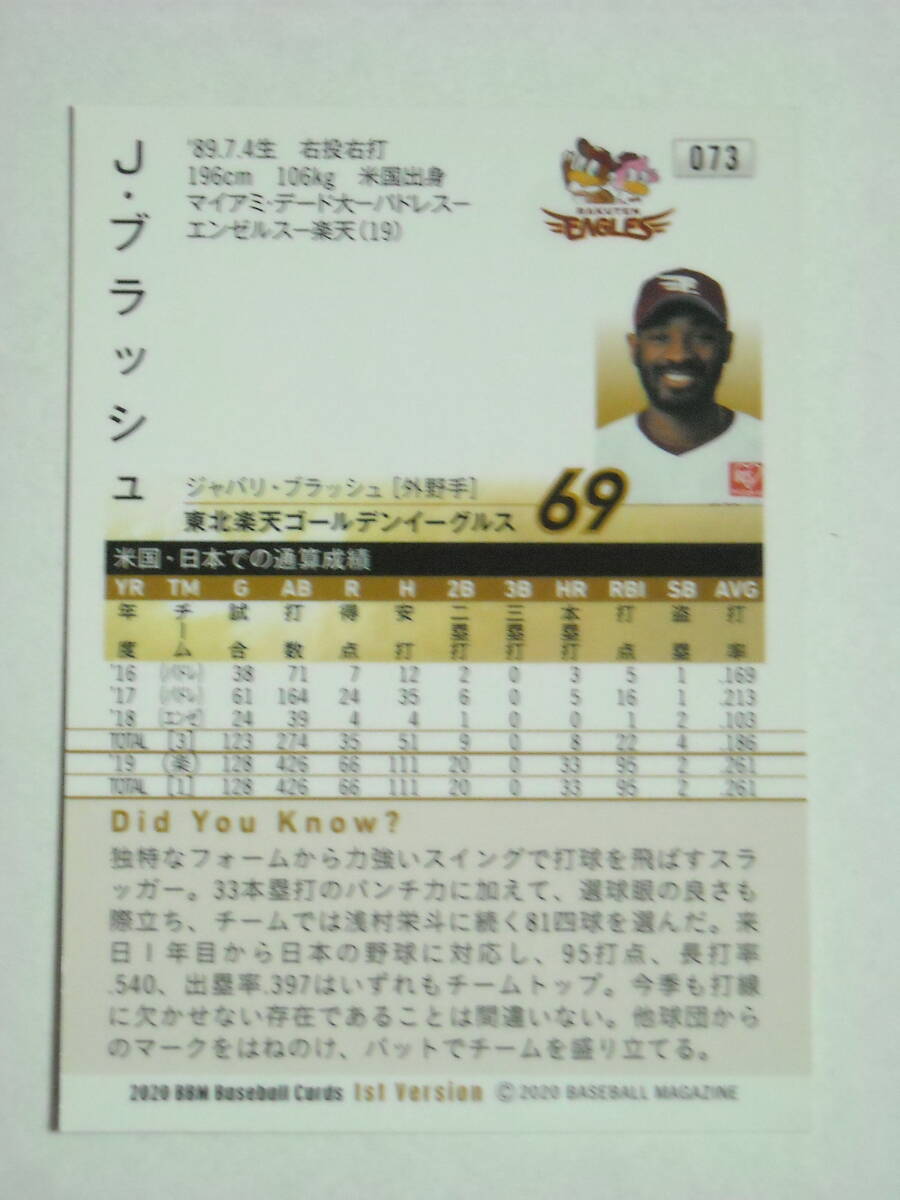 J・ブラッシュ
'89.7.4生 右投右打
196cm 106kg 米国出身
マイアミ・デード大ーパドレスー
エンゼルスー楽天(19)
RAKUTEN
EAGLES
073
ジャバリ・ブラッシュ [外野手]
東北楽天ゴールデンイーグルス
69
米国・日本での通算成績
YR TM G AB R H 2B 3B HR RBI SB AVG
年度 チーム 試合 打数 得点 安打 二塁打 三塁打 本塁打 打点 盗塁 打率
'16 (パドレ) 38 71 7 12 2 0 3 5 1 .169
'17 (パドレ) 61 164 24 35 6 0 5 16 1 .213
'18 (エンゼ) 24 39 4 4 1 0 0 1 2 .103
TOTAL [3] 123 274 35 51 9 0 8 22 4 .186
'19 (楽) 128 426 66 111 20 0 33 95 2 .261
TOTAL [1] 128 426 66 111 20 0 33 95 2 .261
Did You Know?
独特なフォームから力強いスイングで打球を飛ばすスラ
ッガー。33本塁打のパンチ力に加えて、選球眼の良さも
際立ち、チームでは浅村栄斗に続く81四球を選んだ。来
日1年目から日本の野球に対応し、95打点、長打率
.540、出塁率.397はいずれもチームトップ。今季も打線
に欠かせない存在であることは間違いない。他球団から
のマークをはねのけ、バットでチームを盛り立てる。
2020 BBM Baseball Cards 1st Version ©2020 BASEBALL MAGAZINE